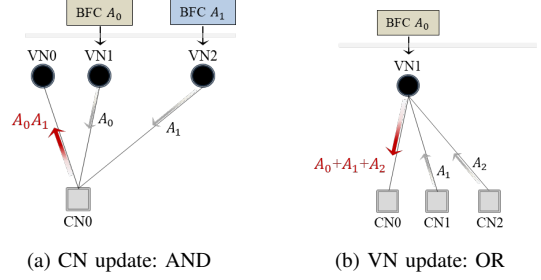 BFC A₀
BFC A₁
VN0
VN1
VN2
A₀A₁
A₀
A₁
CN0
(a) CN update: AND
BFC A₀
VN1
A₀+A₁+A₂
A₁
A₂
CN0
CN1
CN2
(b) VN update: OR